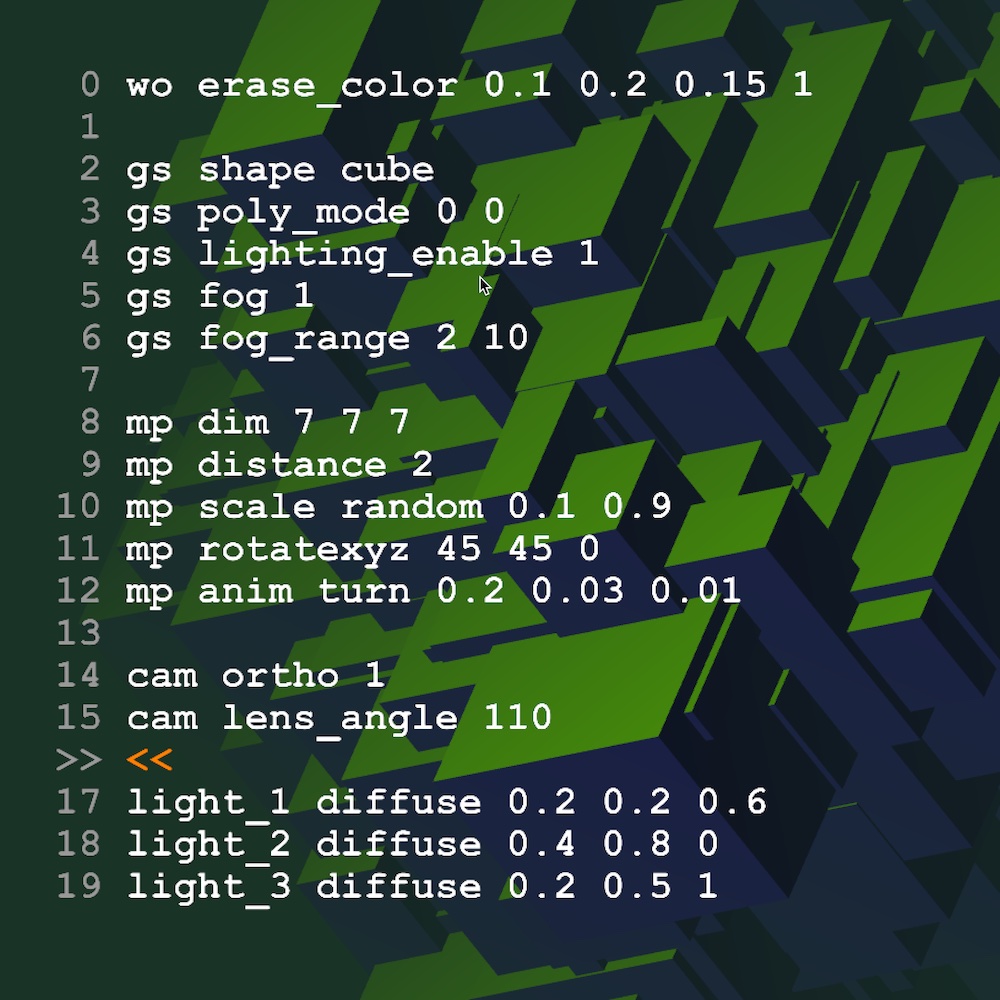 0 wo erase_color 0.1 0.2 0.15 1
1
2 gs shape cube
3 gs poly_mode 0 0
4 gs lighting_enable 1
5 gs fog 1
6 gs fog_range 2 10
7
8 mp dim 7 7 7
9 mp distance 2
10 mp scale random 0.1 0.9
11 mp rotatexyz 45 45 0
12 mp anim turn 0.2 0.03 0.01
13
14 cam ortho 1
15 cam lens_angle 110
>> <<
17 light_1 diffuse 0.2 0.2 0.6
18 light_2 diffuse 0.4 0.8 0
19 light_3 diffuse 0.2 0.5 1